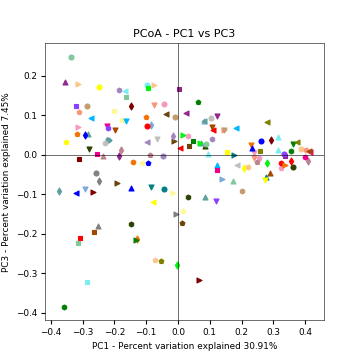 PCoA - PC1 vs PC3
PC3 - Percent variation explained 7.45%
0.2
0.1
0.0
−0.1
−0.2
−0.3
−0.4
−0.4 −0.3 −0.2 −0.1 0.0 0.1 0.2 0.3 0.4
PC1 - Percent variation explained 30.91%